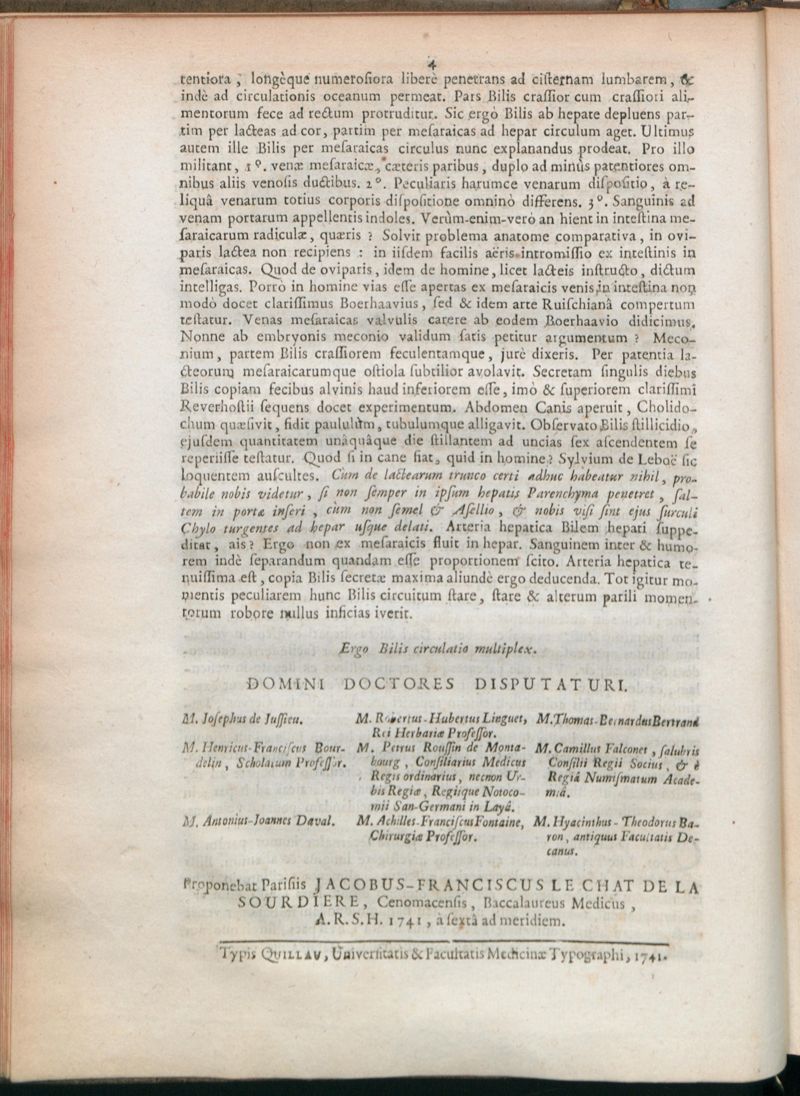 4
tentiora, longèque numerosiora liberè penetrans ad cisternam lumbarem, &
indè ad circulationis oceanum permeat. Pars Bilis crassior cum crassiori ali-
mentorum fece ad rectum protruditur. Sic ergò Bilis ab hepate depluens par-
tim per lacteas ad cor, partim per mesaraicas ad hepar circulum aget. Ultimus
autem ille Bilis per mesaraicas circulus nunc explanandus prodeat. Pro illo
militant, 1°. venæ mesaraicæ, cæteris paribus, duplo ad minùs patentiores om-
nibus aliis venosis ductibus. 2°. Peculiaris harumce venarum dispositio, à re-
liquâ venarum totius corporis dispositione omninò differens. 3°. Sanguinis ad
venam portarum appellentis indoles. Verùm-enim-verò an hient in intestina me-
saraicarum radiculæ, quæris? Solvit problema anatome comparativa, in ovi-
paris lactea non recipiens : in iisdem facilis aëris intromissio ex intestinis in
mesaraicas. Quod de oviparis, idem de homine, licet lacteis instructo, dictum
intelligas. Porrò in homine vias esse apertas ex mesaraicis venis in intestina non
modò docet clarissimus Boerhaavius, sed & idem arte Ruischianâ compertum
testatur. Venas mesaraicas valvulis carere ab eodem Boerhaavio didicimus.
Nonne ab embryonis meconio validum satis petitur argumentum? Meco-
nium, partem Bilis crassiorem feculentamque, jurè dixeris. Per patentia la-
cteorum mesaraicarumque ostiola subtilior avolavit. Secretam singulis diebus
Bilis copiam fecibus alvinis haud inferiorem esse, imò & superiorem clarissimi
Reverhostii sequens docet experimentum. Abdomen Canis aperuit, Cholido-
chum quæsivit, fidit paululùm, tubulumque alligavit. Observato Bilis stillicidio,
ejusdem quantitatem unâquâque die stillantem ad uncias sex ascendentem se
reperiisse testatur. Quod si in cane fiat, quid in homine? Sylvium de Leboë sic
loquentem auscultes. Cùm de lactearum trunco certi adhuc habeatur nihil, pro-
babile nobis videtur, si non semper in ipsum hepatis Parenchyma penetret, sal-
tem in portæ inseri, cùm non semel & Asellio, & nobis visi sint ejus surculi
Chylo turgentes ad hepar usque delati. Arteria hepatica Bilem hepati suppe-
ditat, ais? Ergo non ex mesaraicis fluit in hepar. Sanguinem inter & humo-
rem indè separandum quandam esse proportionem scito. Arteria hepatica te-
nuissima est, copia Bilis secretæ maxima aliundè ergo deducenda. Tot igitur mo-
mentis peculiarem hunc Bilis circuitum stare, stare & alterum parili momen-
torum robore nullus inficias iverit.
Ergo Bilis circulatio multiplex.
DOMINI DOCTORES DISPUTATURI.
M. Josephus de Jussieu.
M. Henricus-Franciscus Bour-
delin, Scholarum Professor.
M. Antonius-Joannes Daval.
M. Robertus-Hubertus Linguet,
Rei Herbariæ Professor.
M. Petrus Roussin de Monta-
bourg, Consiliarius Medicus
Regis ordinarius, necnon Ur-
bis Regiæ, Regiique Notoco-
mii San-Germani in Layâ.
M. Achilles-Franciscus Fontaine,
Chirurgiæ Professor.
M. Thomas-Bernardus Bertrand
M. Camillus Falconet, salubris
Consilii Regii Socius, & è
Regiâ Numismatum Acade-
miâ.
M. Hyacinthus-Theodorus Ba-
ron, antiquus Facultatis De-
canus.
Proponebat Parisiis JACOBUS-FRANCISCUS LE CHAT DE LA
SOURDIERE, Cenomacensis, Baccalaureus Medicus,
A. R. S. H. 1741, à sextâ ad meridiem.
Typis QUILLAU, Universitatis & Facultatis Medicinæ Typographi, 1741.